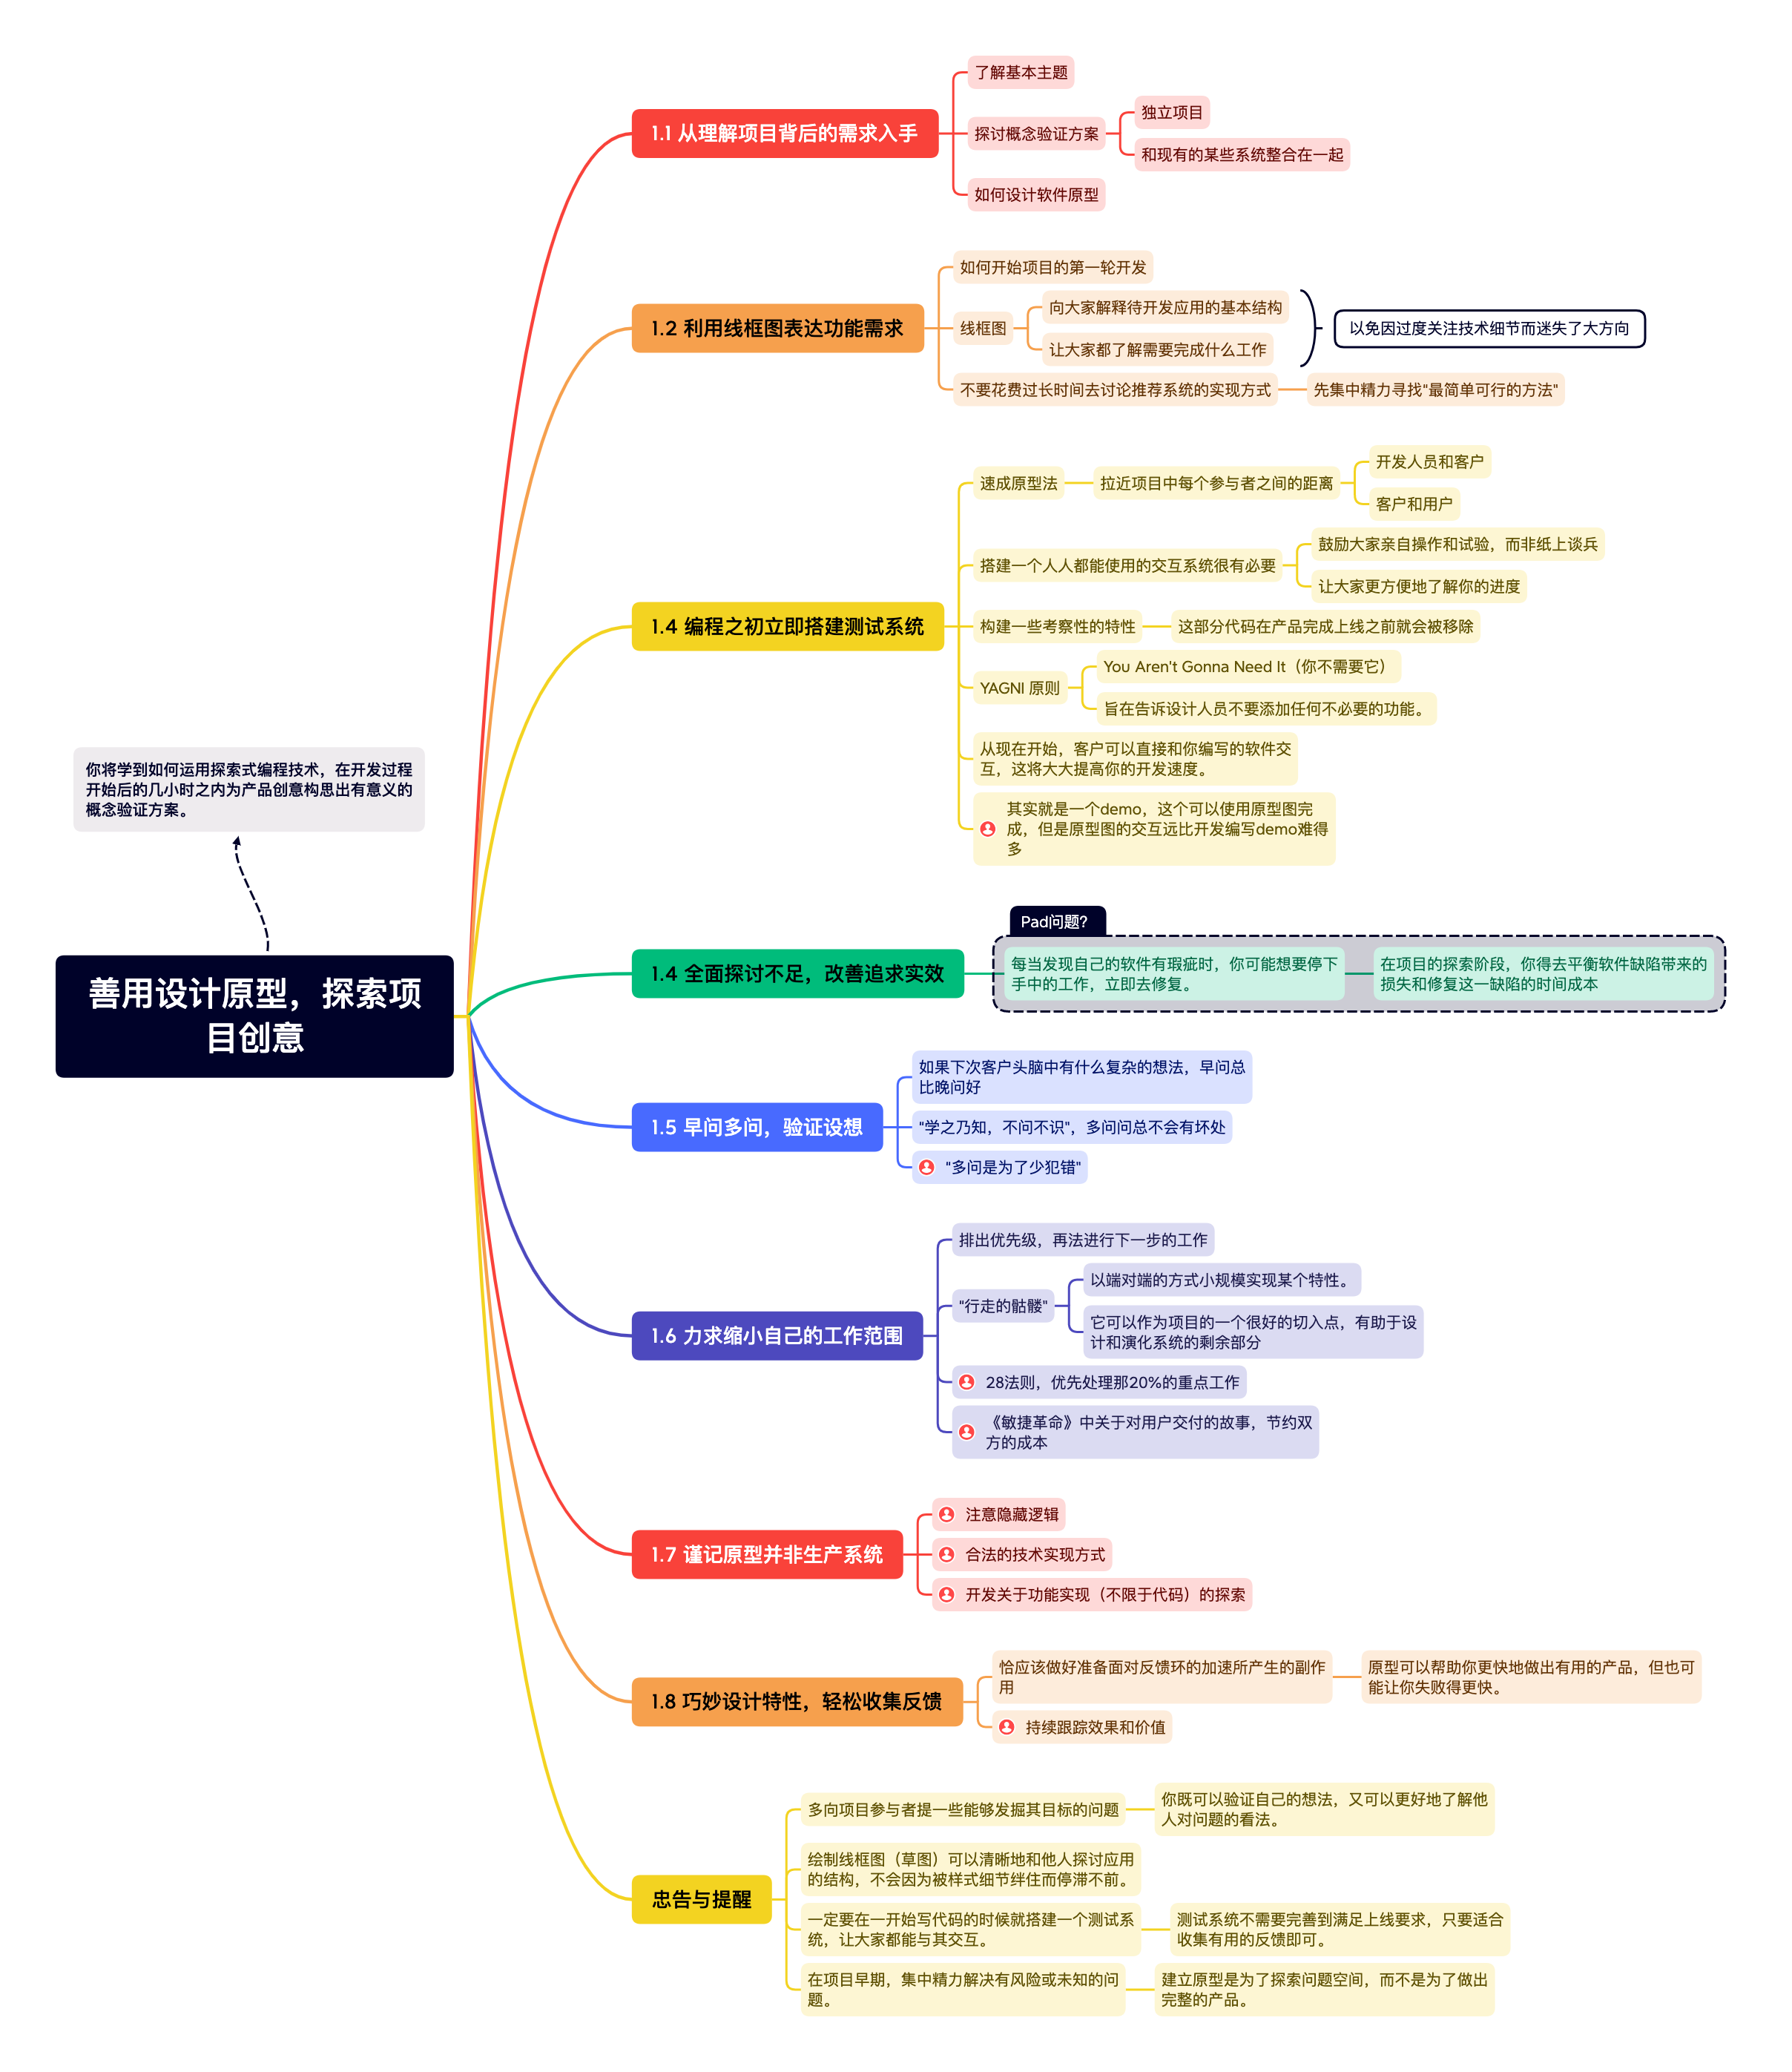 你将学到如何运用探索式编程技术，在开发过程
开始后的几小时之内为产品创意构思出有意义的
概念验证方案。
善用设计原型，探索项
目创意
1.1 从理解项目背后的需求入手
了解基本主题
探讨概念验证方案
独立项目
和现有的某些系统整合在一起
如何设计软件原型
1.2 利用线框图表达功能需求
如何开始项目的第一轮开发
线框图
向大家解释待开发应用的基本结构
让大家都了解需要完成什么工作
以免因过度关注技术细节而迷失了大方向
不要花费过长时间去讨论推荐系统的实现方式
先集中精力寻找"最简单可行的方法"
1.4 编程之初立即搭建测试系统
速成原型法
拉近项目中每个参与者之间的距离
开发人员和客户
客户和用户
搭建一个人人都能使用的交互系统很有必要
鼓励大家亲自操作和试验，而非纸上谈兵
让大家更方便地了解你的进度
构建一些考察性的特性
这部分代码在产品完成上线之前就会被移除
YAGNI 原则
You Aren't Gonna Need It（你不需要它）
旨在告诉设计人员不要添加任何不必要的功能。
从现在开始，客户可以直接和你编写的软件交
互，这将大大提高你的开发速度。
其实就是一个demo，这个可以使用原型图完
成，但是原型图的交互远比开发编写demo难得
多
1.4 全面探讨不足，改善追求实效
Pad问题？
每当发现自己的软件有瑕疵时，你可能想要停下
手中的工作，立即去修复。
在项目的探索阶段，你得去平衡软件缺陷带来的
损失和修复这一缺陷的时间成本
1.5 早问多问，验证设想
如果下次客户头脑中有什么复杂的想法，早问总
比晚问好
"学之乃知，不问不识"，多问问总不会有坏处
"多问是为了少犯错"
1.6 力求缩小自己的工作范围
排出优先级，再法进行下一步的工作
"行走的骷髅"
以端对端的方式小规模实现某个特性。
它可以作为项目的一个很好的切入点，有助于设
计和演化系统的剩余部分
28法则，优先处理那20%的重点工作
《敏捷革命》中关于对用户交付的故事，节约双
方的成本
1.7 谨记原型并非生产系统
注意隐藏逻辑
合法的技术实现方式
开发关于功能实现（不限于代码）的探索
1.8 巧妙设计特性，轻松收集反馈
恰应该做好准备面对反馈环的加速所产生的副作
用
原型可以帮助你更快地做出有用的产品，但也可
能让你失败得更快。
持续跟踪效果和价值
忠告与提醒
多向项目参与者提一些能够发掘其目标的问题
你既可以验证自己的想法，又可以更好地了解他
人对问题的看法。
绘制线框图（草图）可以清晰地和他人探讨应用
的结构，不会因为被样式细节绊住而停滞不前。
一定要在一开始写代码的时候就搭建一个测试系
统，让大家都能与其交互。
测试系统不需要完善到满足上线要求，只要适合
收集有用的反馈即可。
在项目早期，集中精力解决有风险或未知的问
题。
建立原型是为了探索问题空间，而不是为了做出
完整的产品。